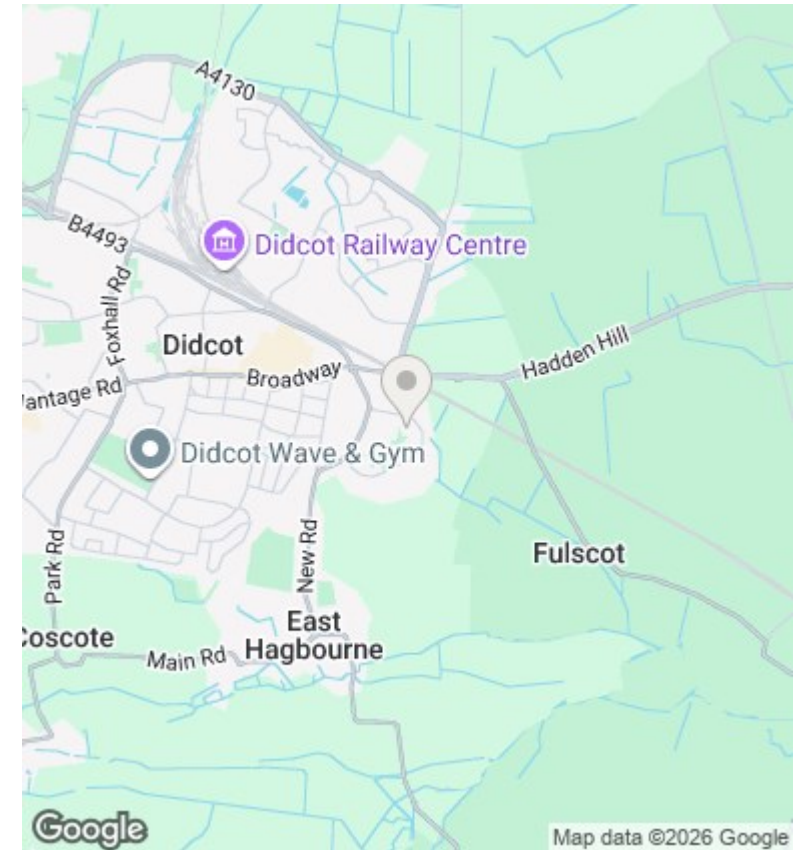 A4130
B4493
Didcot Railway Centre
Foxhall Rd
Didcot
Hadden Hill
Broadway
antage Rd
Didcot Wave & Gym
Fulscot
New Rd
Park Rd
East
Hagbourne
Coscote
Main Rd
Google
Map data ©2026 Google